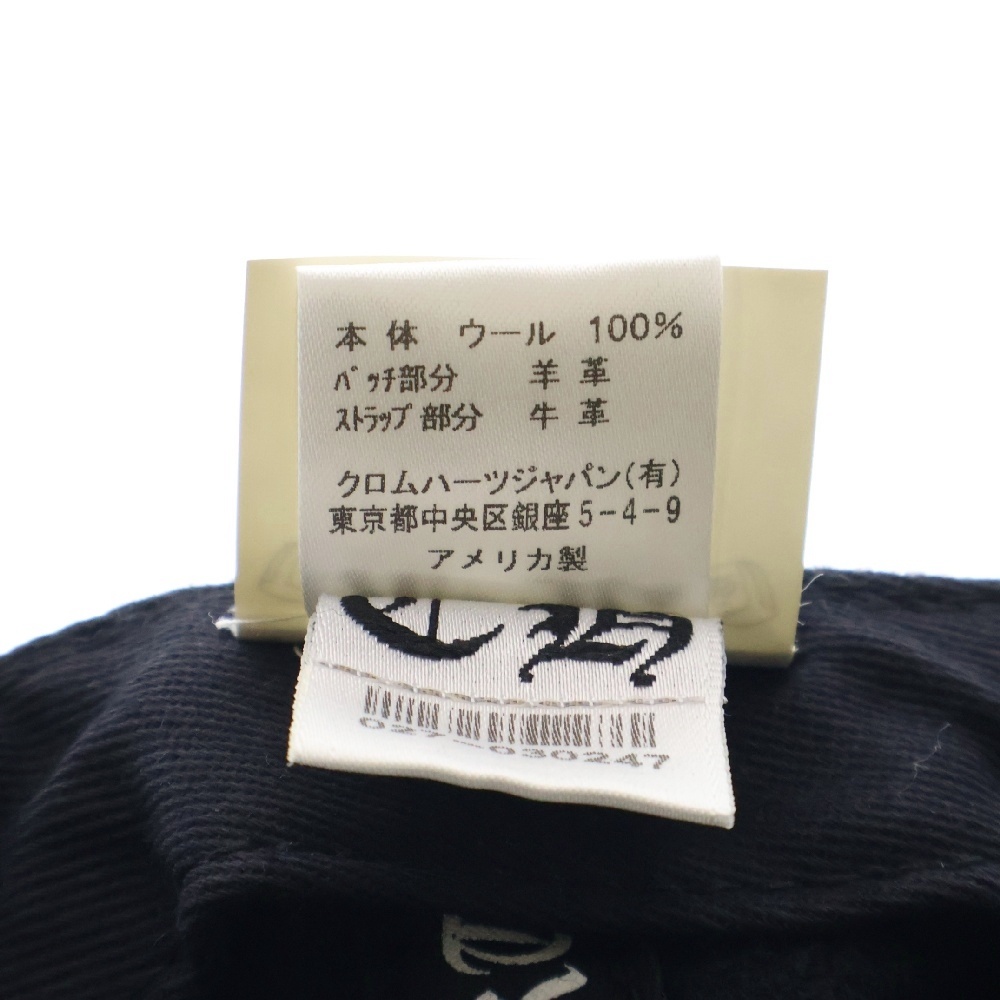 本体 ウール 100%
パッチ部分 羊革
ストラップ部分 牛革
クロムハーツジャパン(有)
東京都中央区銀座5-4-9
アメリカ製
027-030247